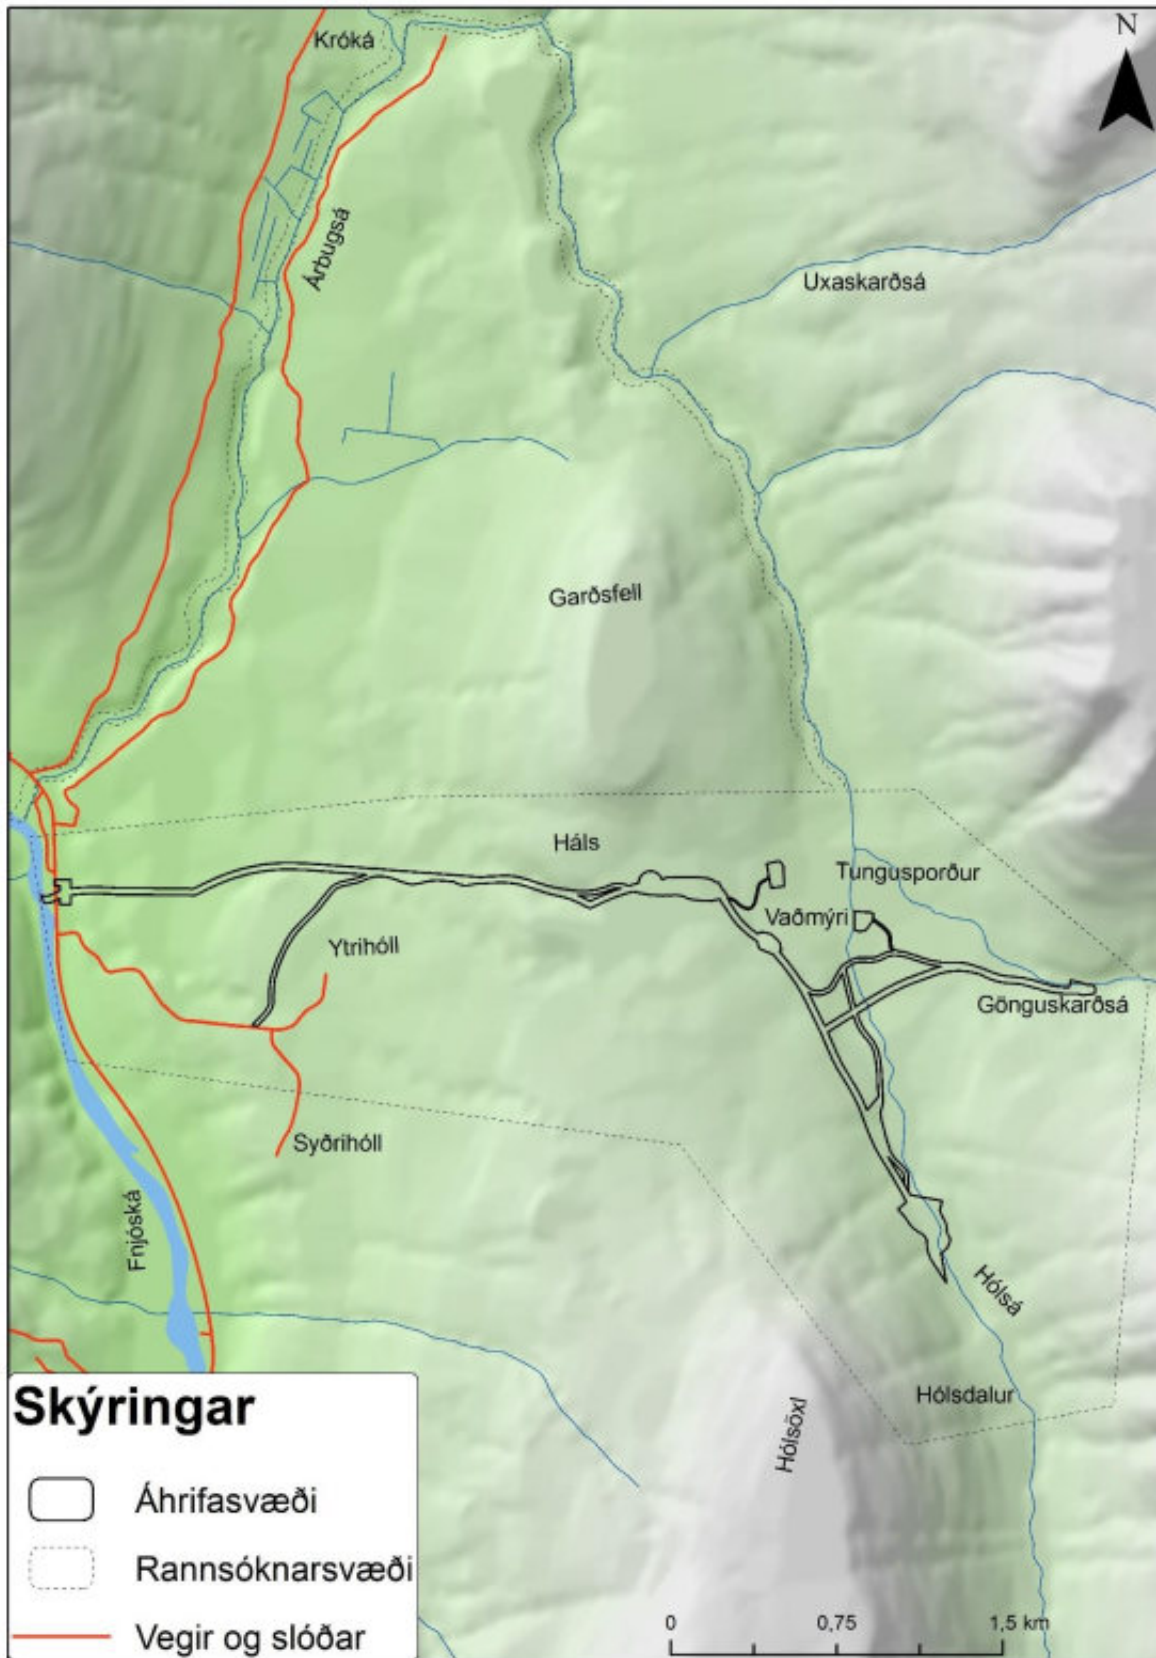 N
Króká
Árbugsá
Uxaskarðsá
Garðsfell
Háls
Tungusporður
Vaðmýri
Ytrihóll
Gönguskarðsá
Syðrihóll
Fnjóská
Hólsá
Hólsdalur
Hólsöxl
Skýringar
Áhrifasvæði
Rannsóknarsvæði
Vegir og slóðar
0 0,75 1,5 km